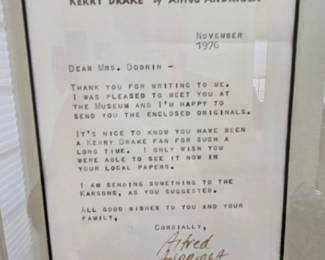 KERRY DRAKE by ALFRED ANDRIOLA
NOVEMBER
1976
DEAR MRS. DOBRIN -
THANK YOU FOR WRITING TO ME.
I WAS PLEASED TO MEET YOU AT
THE MUSEUM AND I'M HAPPY TO
SEND YOU THE ENCLOSED ORIGINALS.
IT'S NICE TO KNOW YOU HAVE BEEN
A KERRY DRAKE FAN FOR SUCH A
LONG TIME. I ONLY WISH YOU
WERE ABLE TO SEE IT NOW IN
YOUR LOCAL PAPERS.
I AM SENDING SOMETHING TO THE
KARSONS, AS YOU SUGGESTED.
ALL GOOD WISHES TO YOU AND
YOUR FAMILY,
CORDIALLY,
Alfred
ANDRIOLA